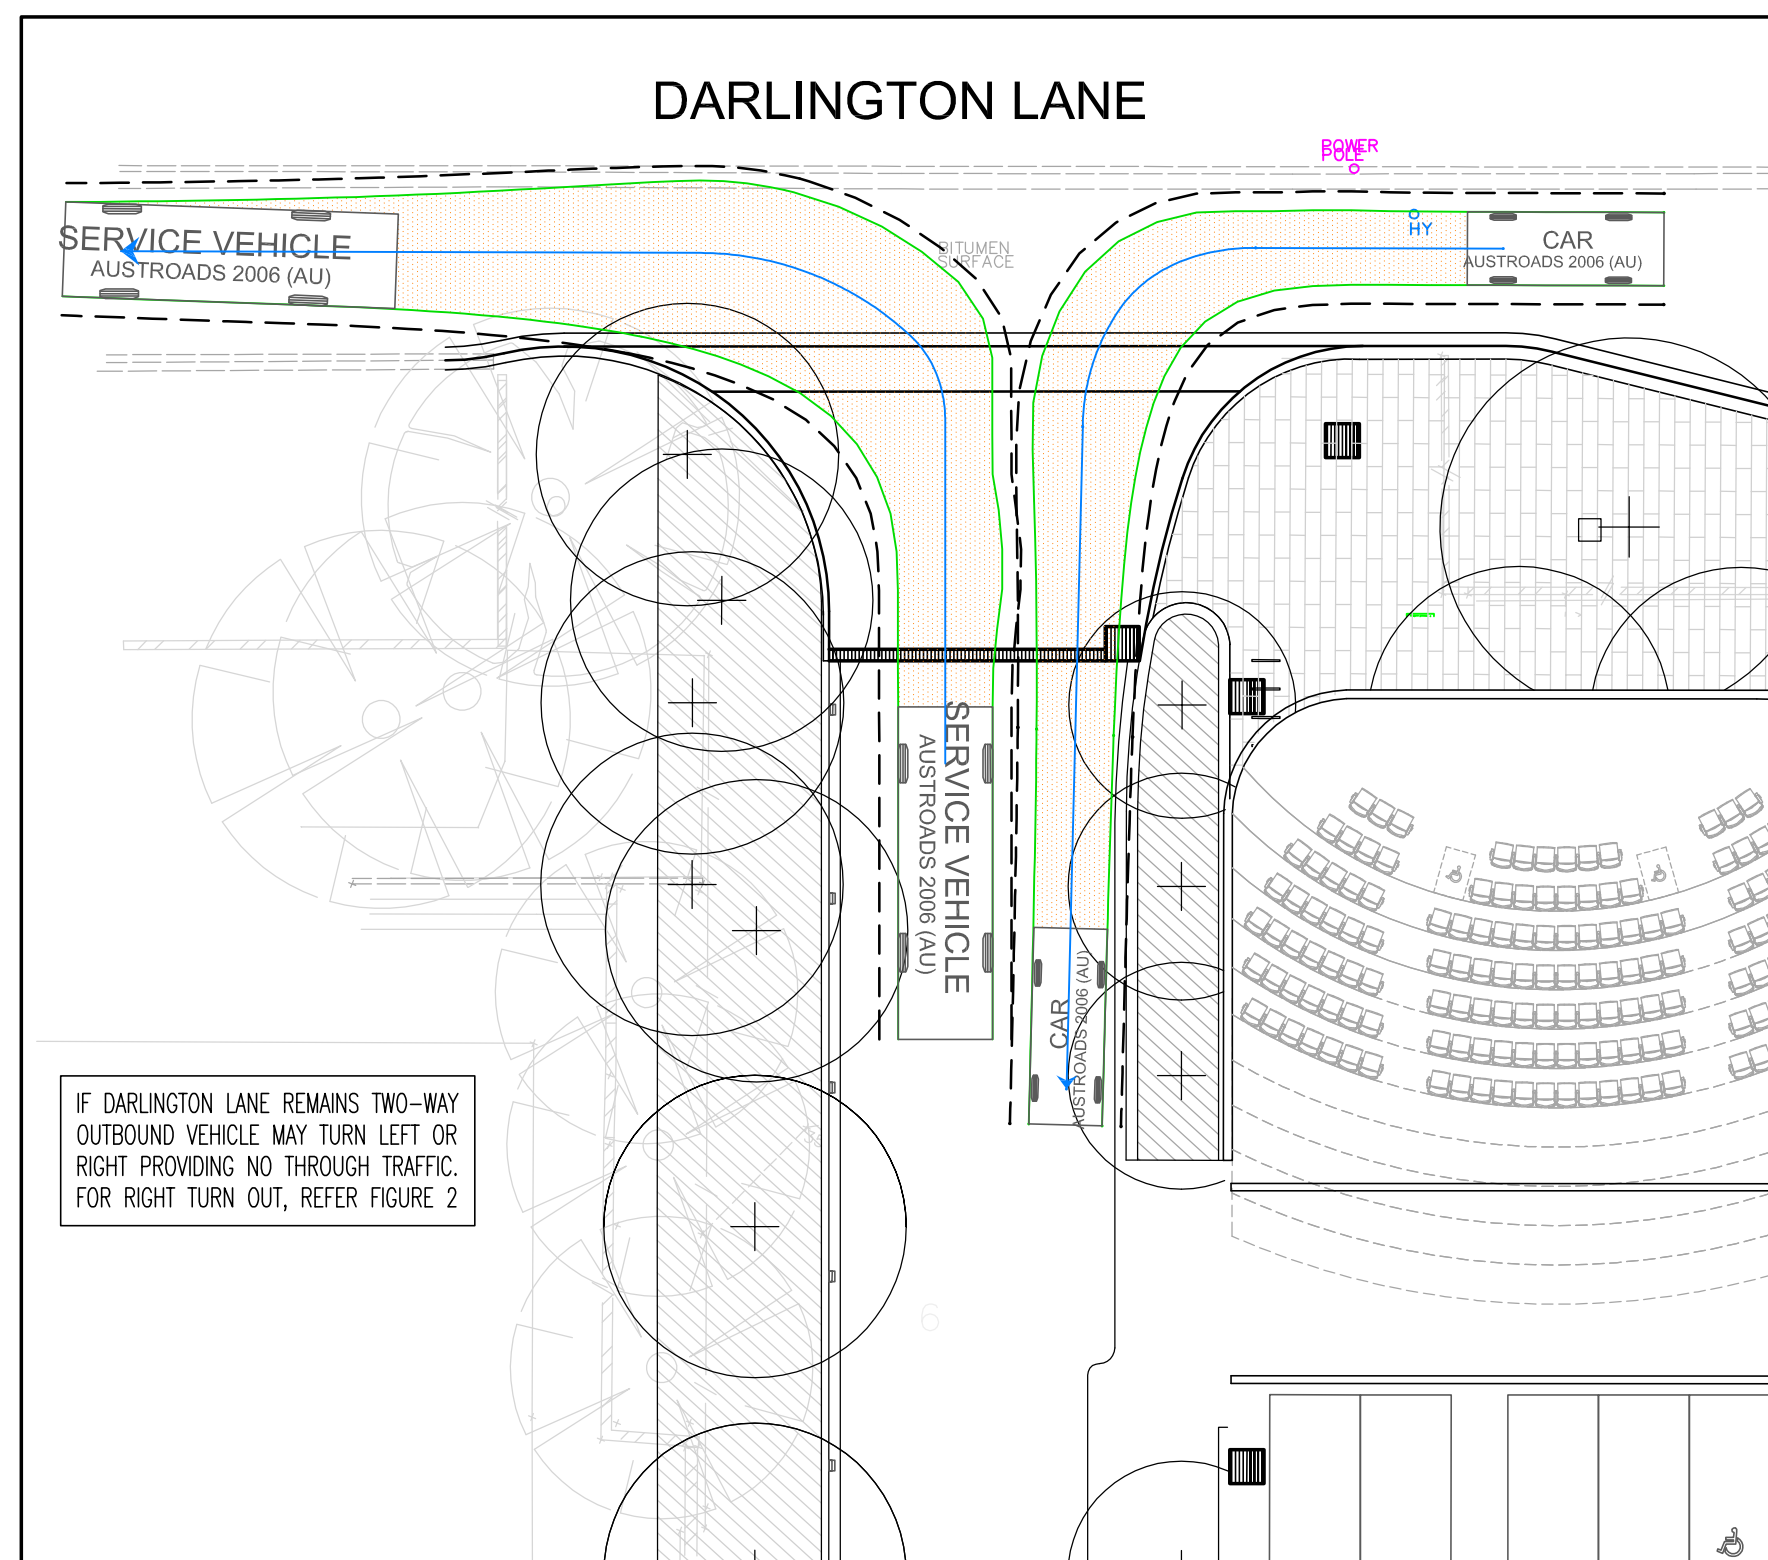 DARLINGTON LANE
POWER
POLE
HY
SERVICE VEHICLE
AUSTROADS 2006 (AU)
BITUMEN
SURFACE
CAR
AUSTROADS 2006 (AU)
SERVICE VEHICLE
AUSTROADS 2006 (AU)
CAR
AUSTROADS 2006 (AU)
IF DARLINGTON LANE REMAINS TWO-WAY
OUTBOUND VEHICLE MAY TURN LEFT OR
RIGHT PROVIDING NO THROUGH TRAFFIC.
FOR RIGHT TURN OUT, REFER FIGURE 2
6